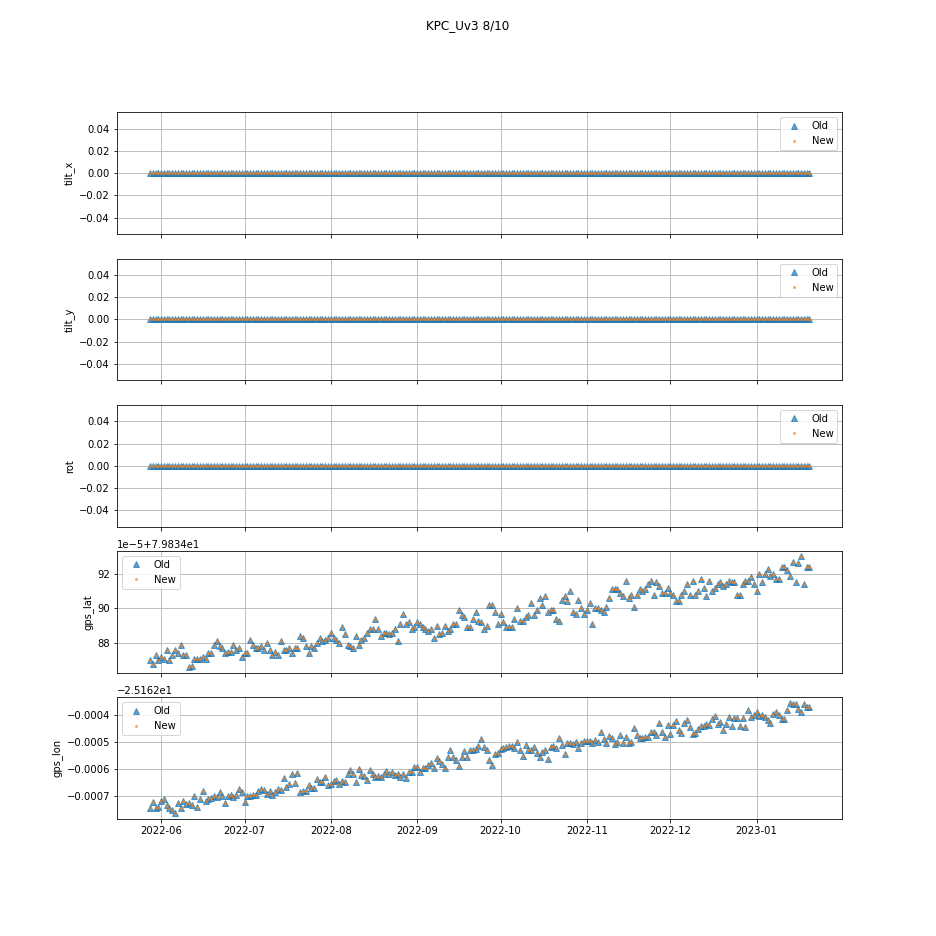 KPC_Uv3 8/10
0.04
0.02
0.00
−0.02
−0.04
tilt_x
Old
New
0.04
0.02
0.00
−0.02
−0.04
tilt_y
Old
New
0.04
0.02
0.00
−0.02
−0.04
rot
Old
New
1e−5+7.9834e1
92
90
88
gps_lat
Old
New
−2.5162e1
−0.0004
−0.0005
−0.0006
−0.0007
gps_lon
Old
New
2022-06 2022-07 2022-08 2022-09 2022-10 2022-11 2022-12 2023-01